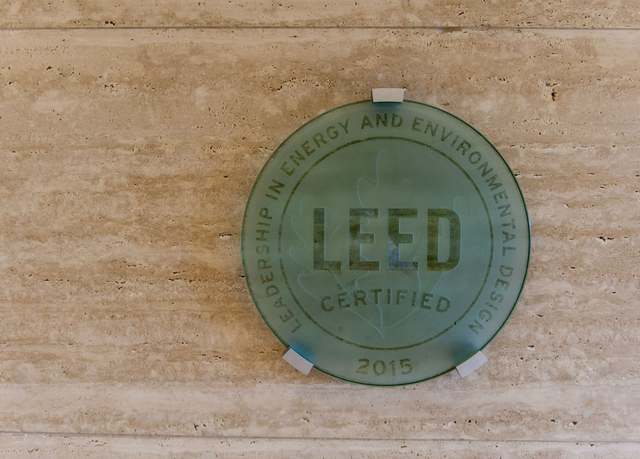 LEADERSHIP IN ENERGY AND ENVIRONMENTAL DESIGN
LEED
CERTIFIED
2015